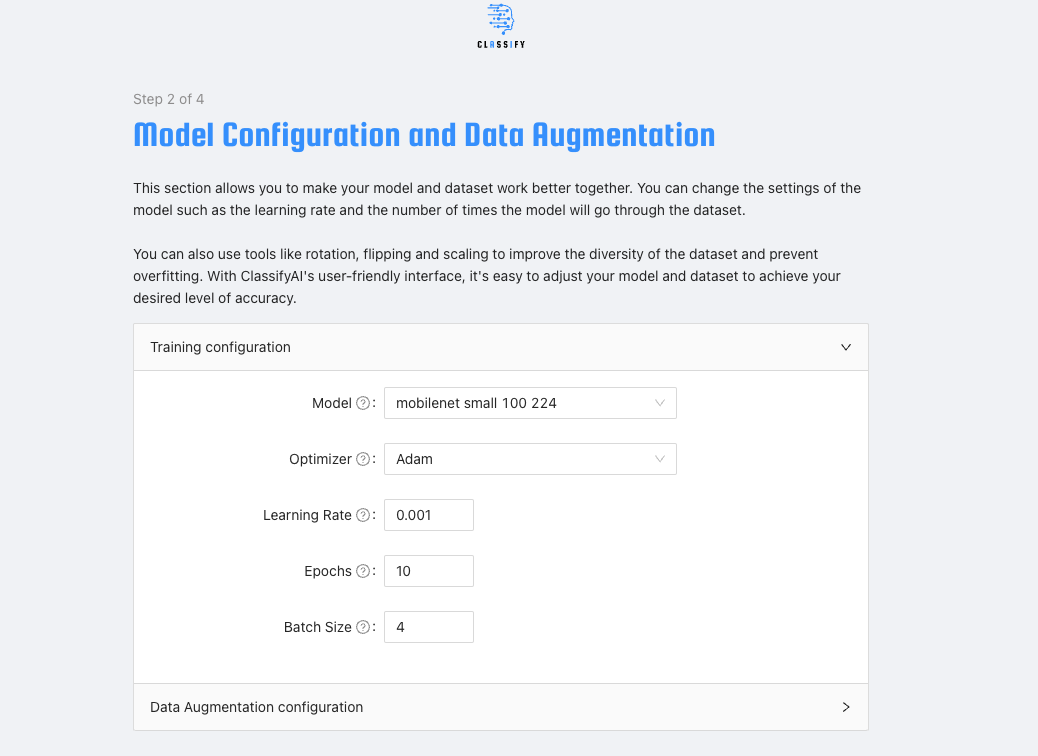 CLASSIFY
Step 2 of 4
Model Configuration and Data Augmentation
This section allows you to make your model and dataset work better together. You can change the settings of the
model such as the learning rate and the number of times the model will go through the dataset.
You can also use tools like rotation, flipping and scaling to improve the diversity of the dataset and prevent
overfitting. With ClassifyAI's user-friendly interface, it's easy to adjust your model and dataset to achieve your
desired level of accuracy.
Training configuration
Model ? : mobilenet small 100 224
Optimizer ? : Adam
Learning Rate ? : 0.001
Epochs ? : 10
Batch Size ? : 4
Data Augmentation configuration